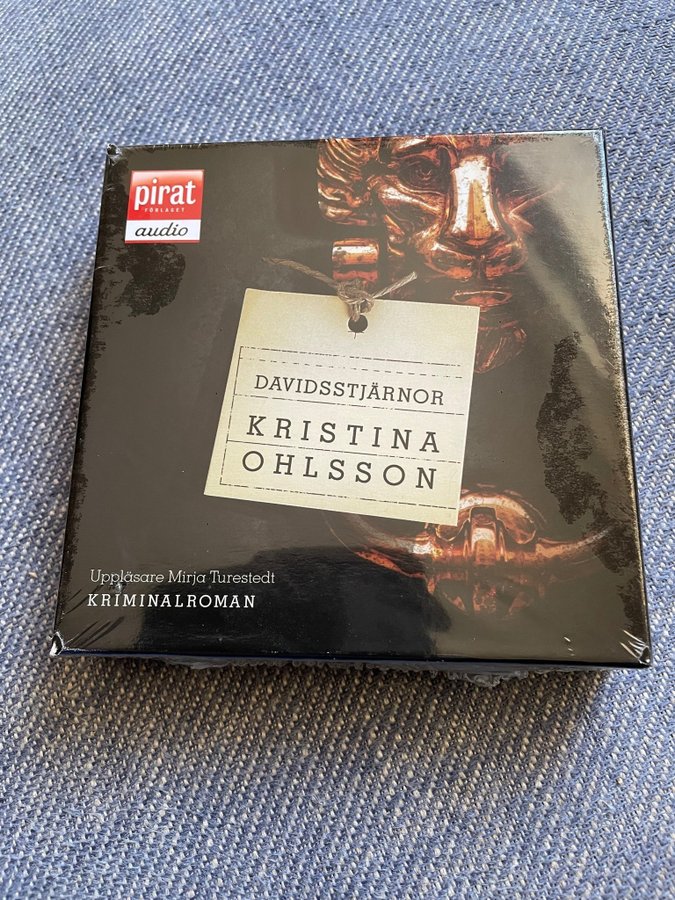 pirat
FÖRLAGET
audio
DAVIDSSTJÄRNOR
KRISTINA
OHLSSON
Uppläsare Mirja Turestedt
KRIMINALROMAN